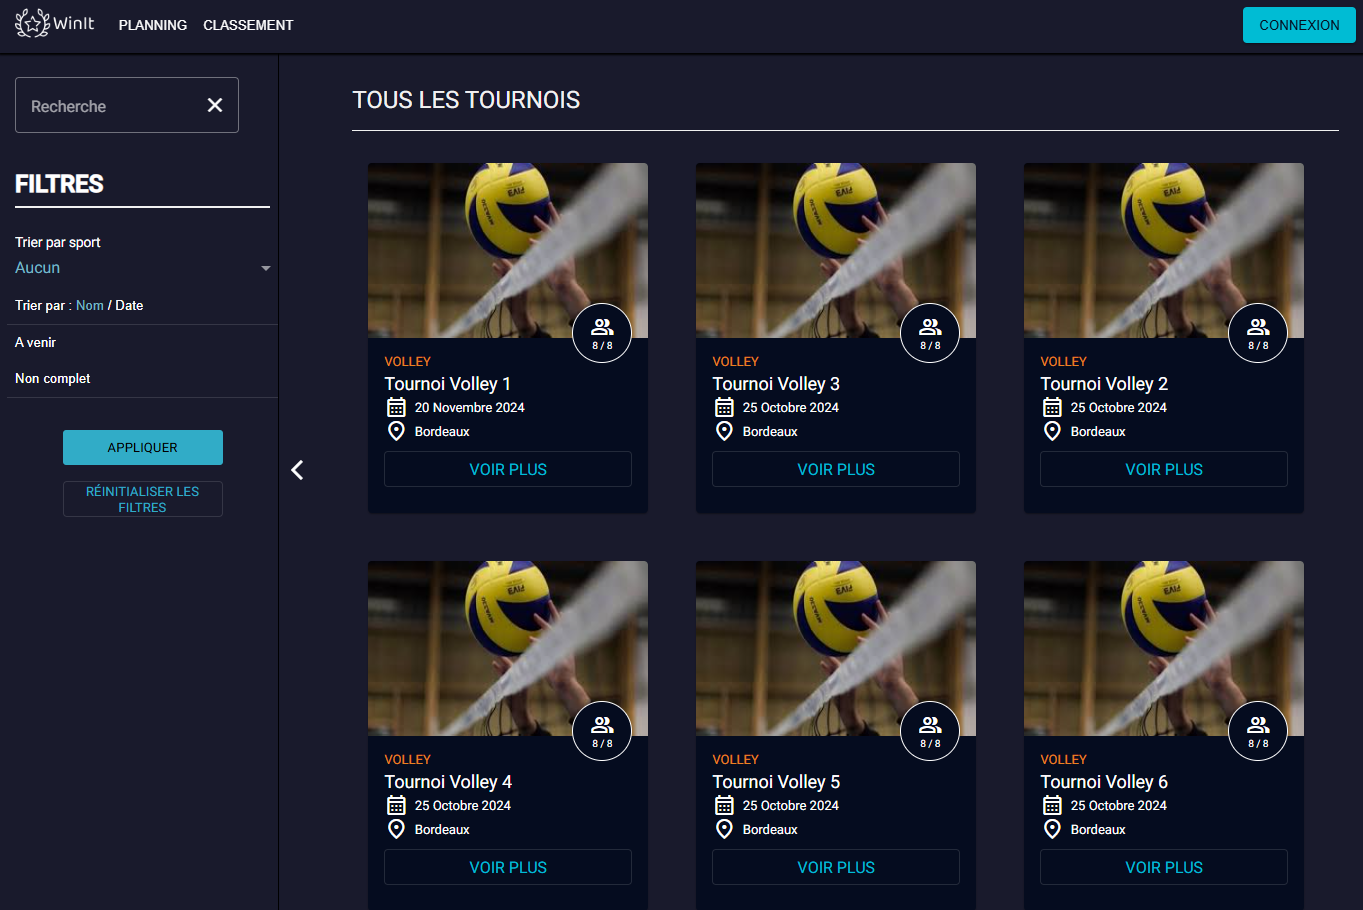 WinIt
PLANNING
CLASSEMENT
CONNEXION
Recherche
FILTRES
Trier par sport
Aucun
Trier par : Nom / Date
A venir
Non complet
APPLIQUER
RÉINITIALISER LES
FILTRES
TOUS LES TOURNOIS
8 / 8
VOLLEY
Tournoi Volley 1
20 Novembre 2024
Bordeaux
VOIR PLUS
8 / 8
VOLLEY
Tournoi Volley 3
25 Octobre 2024
Bordeaux
VOIR PLUS
8 / 8
VOLLEY
Tournoi Volley 2
25 Octobre 2024
Bordeaux
VOIR PLUS
8 / 8
VOLLEY
Tournoi Volley 4
25 Octobre 2024
Bordeaux
VOIR PLUS
8 / 8
VOLLEY
Tournoi Volley 5
25 Octobre 2024
Bordeaux
VOIR PLUS
8 / 8
VOLLEY
Tournoi Volley 6
25 Octobre 2024
Bordeaux
VOIR PLUS